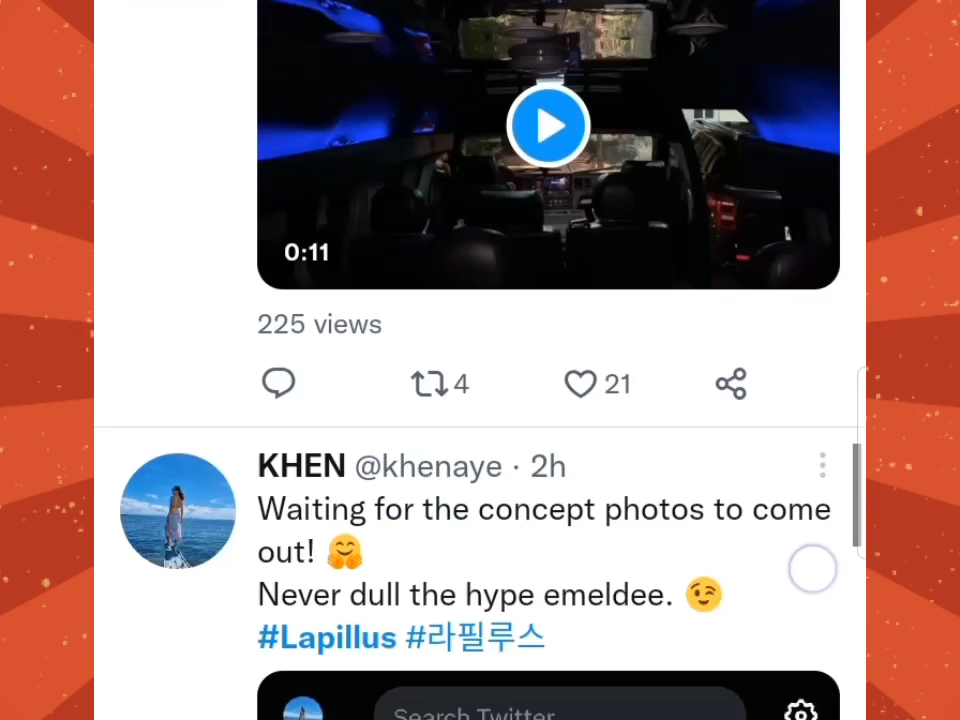 0:11
225 views
4 21
KHEN @khenaye · 2h
Waiting for the concept photos to come
out! 🤗
Never dull the hype emeldee. 😉
#Lapillus #라필루스
Search Twitter